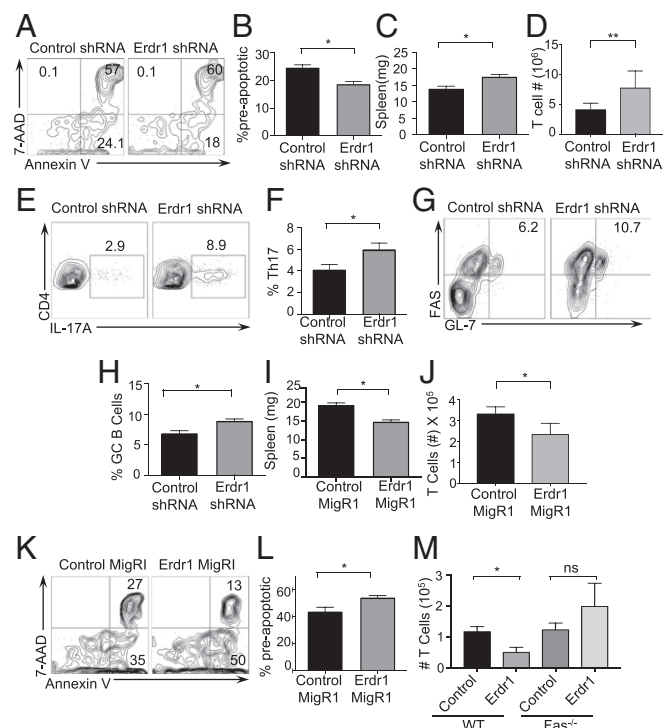 A
Control shRNA Erdr1 shRNA
0.1
57
0.1
60
24.1
18
7-AAD
Annexin V
B
*
%pre-apoptotic
30
20
10
0
Control shRNA
Erdr1 shRNA
C
*
Spleen(mg)
25
20
15
10
5
0
Control shRNA
Erdr1 shRNA
D
**
T cell # (10⁶)
15
10
5
0
Control shRNA
Erdr1 shRNA
E
Control shRNA Erdr1 shRNA
2.9
8.9
CD4
IL-17A
F
*
% Th17
8
6
4
2
0
Control shRNA
Erdr1 shRNA
G
Control shRNA Erdr1 shRNA
6.2
10.7
FAS
GL-7
H
*
% GC B Cells
15
10
5
0
Control shRNA
Erdr1 shRNA
I
*
Spleen (mg)
25
20
15
10
5
0
Control MigR1
Erdr1 MigR1
J
*
T Cells (#) X 10⁵
4
3
2
1
0
Control MigR1
Erdr1 MigR1
K
Control MigRI Erdr1 MigRI
27
13
35
50
7-AAD
Annexin V
L
*
% pre-apoptotic
60
40
20
0
Control MigR1
Erdr1 MigR1
M
*
ns
# T Cells (10⁵)
3
2
1
0
Control
Erdr1
Control
Erdr1
WT
Fas-/-